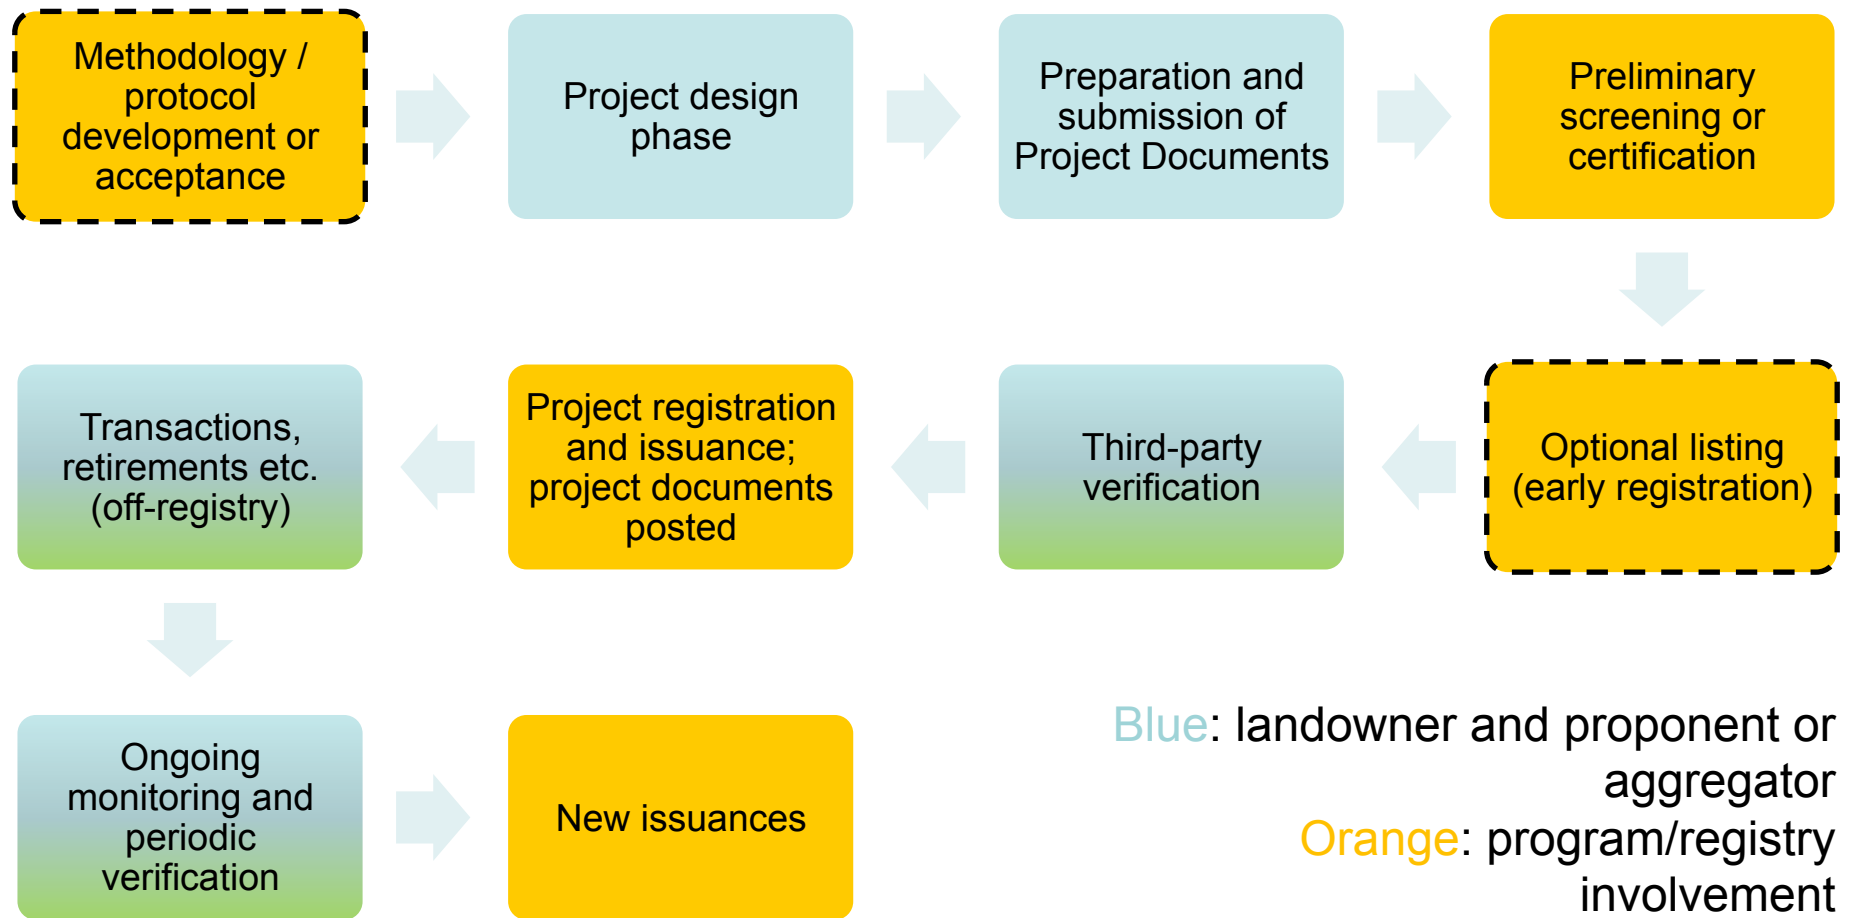 Methodology /
protocol
development or
acceptance
Project design
phase
Preparation and
submission of
Project Documents
Preliminary
screening or
certification
Optional listing
(early registration)
Third-party
verification
Project registration
and issuance;
project documents
posted
Transactions,
retirements etc.
(off-registry)
Ongoing
monitoring and
periodic
verification
New issuances
Blue: landowner and proponent or
aggregator
Orange: program/registry
involvement